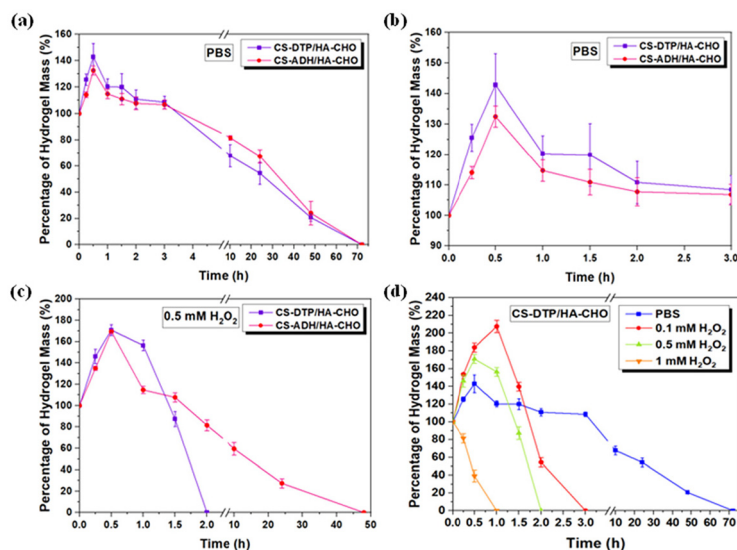 (a)
PBS
CS-DTP/HA-CHO
CS-ADH/HA-CHO
Percentage of Hydrogel Mass (%)
160
140
120
100
80
60
40
20
0
0 1 2 3 10 20 30 40 50 60 70
Time (h)
(b)
PBS
CS-DTP/HA-CHO
CS-ADH/HA-CHO
Percentage of Hydrogel Mass (%)
160
150
140
130
120
110
100
90
0.0 0.5 1.0 1.5 2.0 2.5 3.0
Time (h)
(c)
0.5 mM H₂O₂
CS-DTP/HA-CHO
CS-ADH/HA-CHO
Percentage of Hydrogel Mass (%)
200
180
160
140
120
100
80
60
40
20
0
0.0 0.5 1.0 1.5 2.0 10 20 30 40 50
Time (h)
(d)
CS-DTP/HA-CHO
PBS
0.1 mM H₂O₂
0.5 mM H₂O₂
1 mM H₂O₂
Percentage of Hydrogel Mass (%)
240
220
200
180
160
140
120
100
80
60
40
20
0
0.0 0.5 1.0 1.5 2.0 2.5 3.0 10 20 30 40 50 60 70
Time (h)